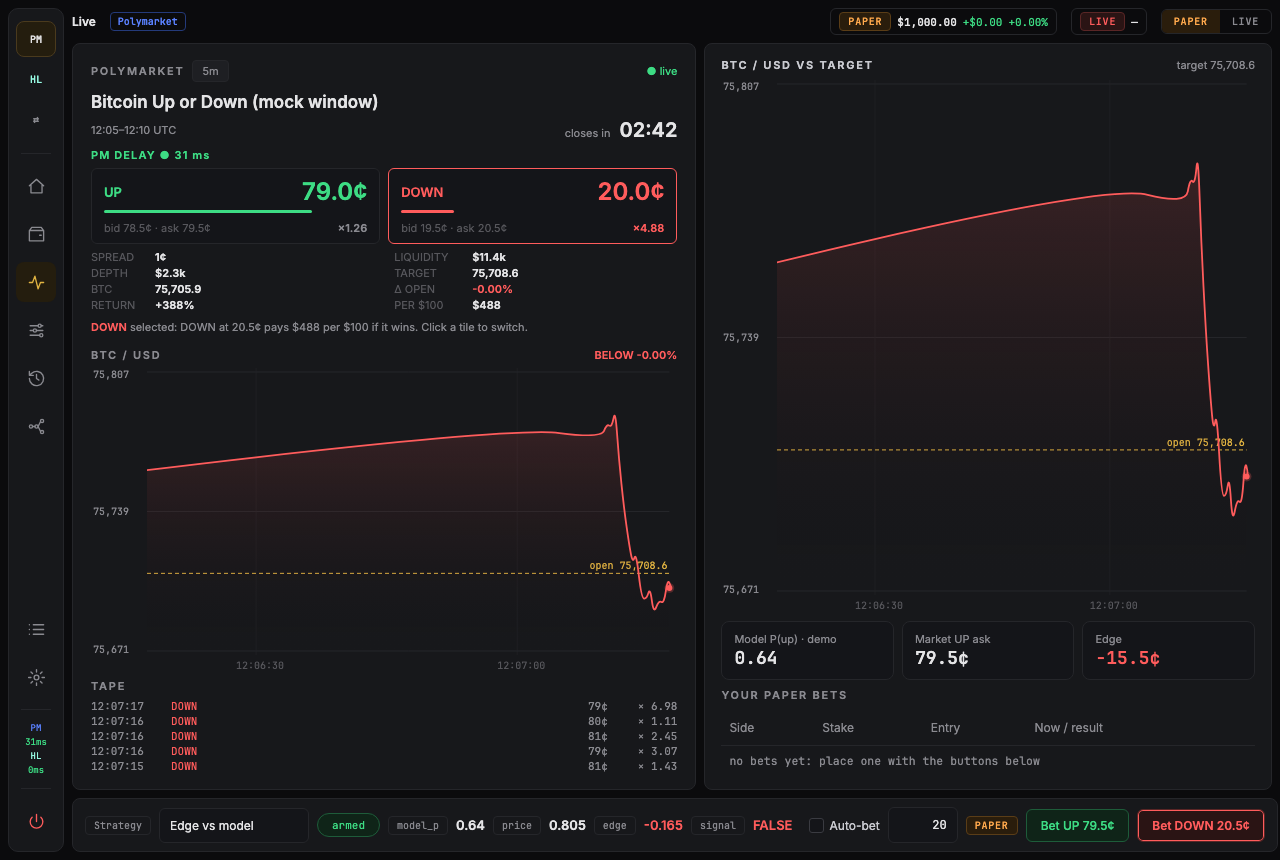 PM
HL
⇄
PM
31ms
HL
0ms
Live
Polymarket
PAPER $1,000.00 +$0.00 +0.00%
LIVE –
PAPER LIVE
POLYMARKET 5m
live
Bitcoin Up or Down (mock window)
12:05–12:10 UTC
closes in 02:42
PM DELAY ● 31 ms
UP 79.0¢
bid 78.5¢ · ask 79.5¢ ×1.26
DOWN 20.0¢
bid 19.5¢ · ask 20.5¢ ×4.88
SPREAD 1¢ LIQUIDITY $11.4k
DEPTH $2.3k TARGET 75,708.6
BTC 75,705.9 Δ OPEN -0.00%
RETURN +388% PER $100 $488
DOWN selected: DOWN at 20.5¢ pays $488 per $100 if it wins. Click a tile to switch.
BTC / USD BELOW -0.00%
75,807
75,739
open 75,708.6
75,671
12:06:30 12:07:00
TAPE
12:07:17 DOWN 79¢ × 6.98
12:07:16 DOWN 80¢ × 1.11
12:07:16 DOWN 81¢ × 2.45
12:07:16 DOWN 79¢ × 3.07
12:07:15 DOWN 81¢ × 1.43
BTC / USD VS TARGET target 75,708.6
75,807
75,739
open 75,708.6
75,671
12:06:30 12:07:00
Model P(up) · demo
0.64
Market UP ask
79.5¢
Edge
-15.5¢
YOUR PAPER BETS
Side Stake Entry Now / result
no bets yet: place one with the buttons below
Strategy Edge vs model armed model_p 0.64 price 0.805 edge -0.165 signal FALSE Auto-bet 20 PAPER Bet UP 79.5¢ Bet DOWN 20.5¢